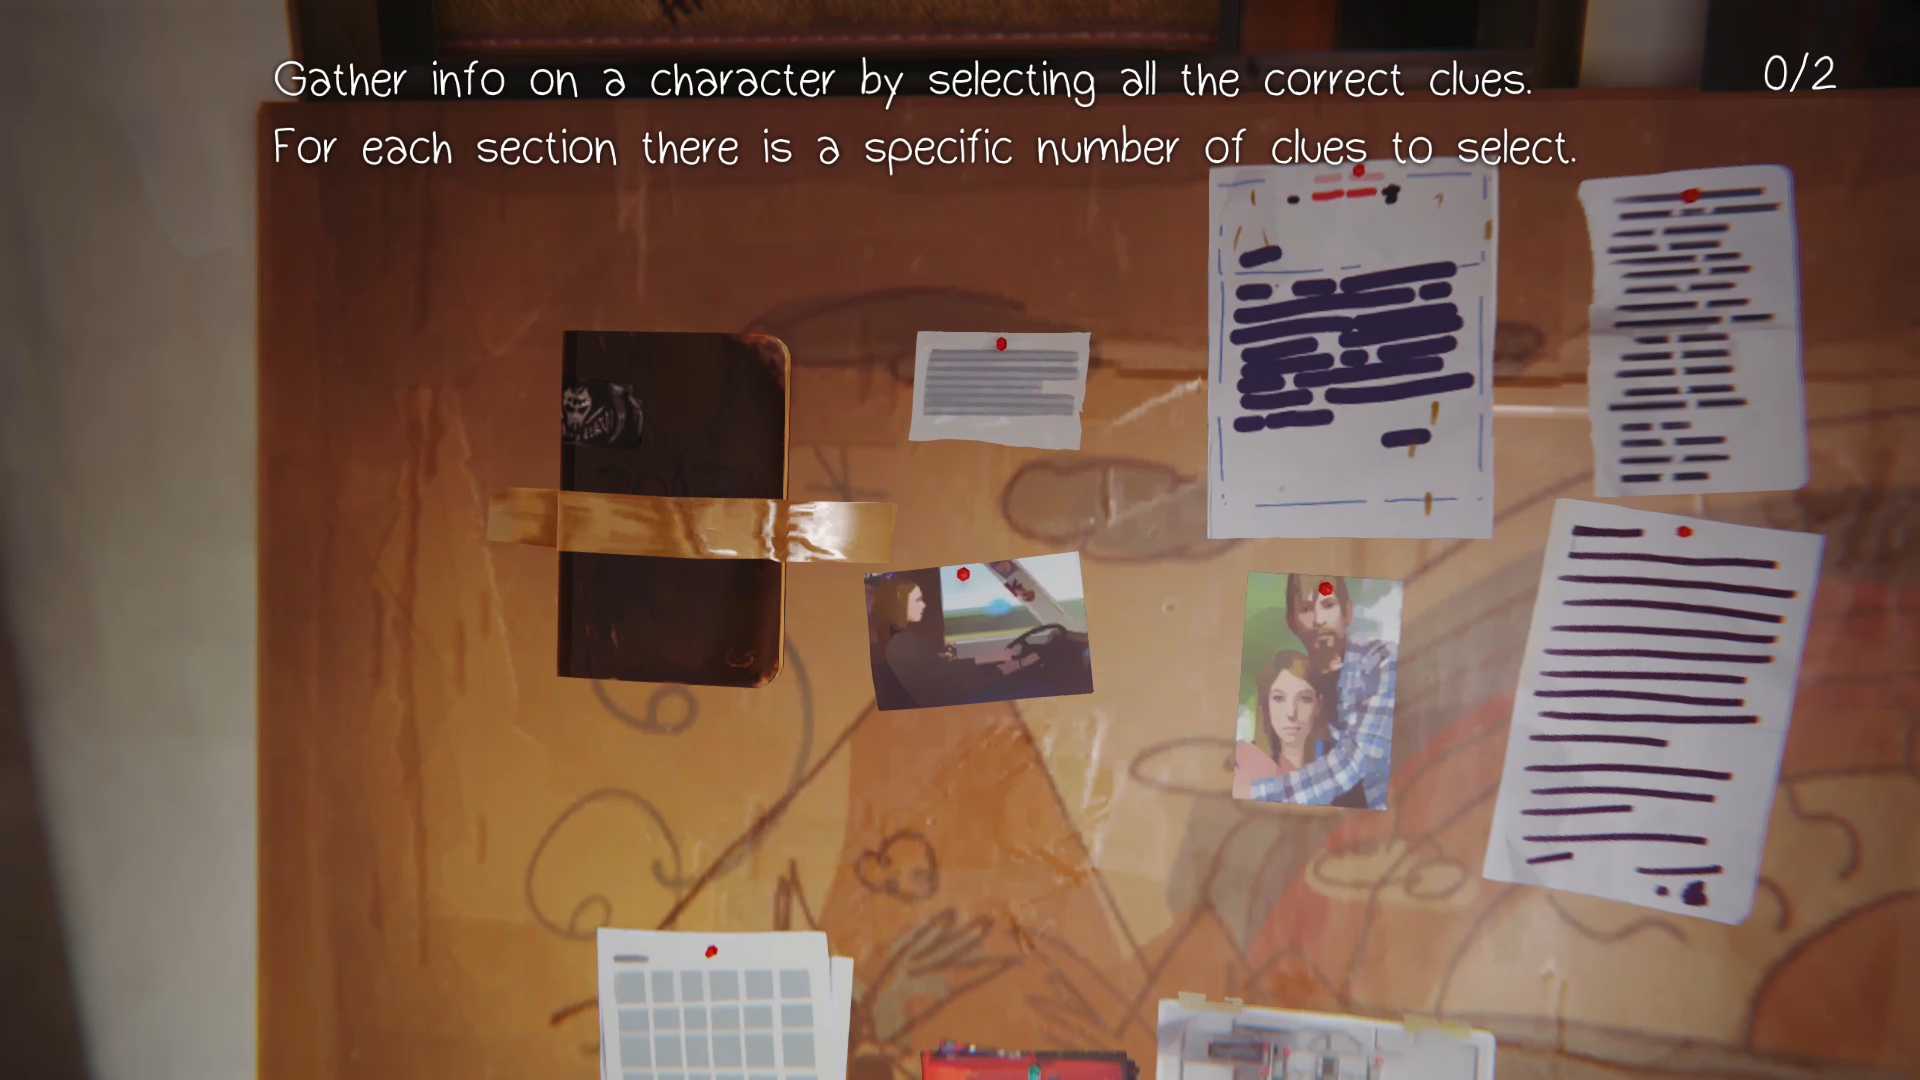 Gather info on a character by selecting all the correct clues.
0/2
For each section there is a specific number of clues to select.